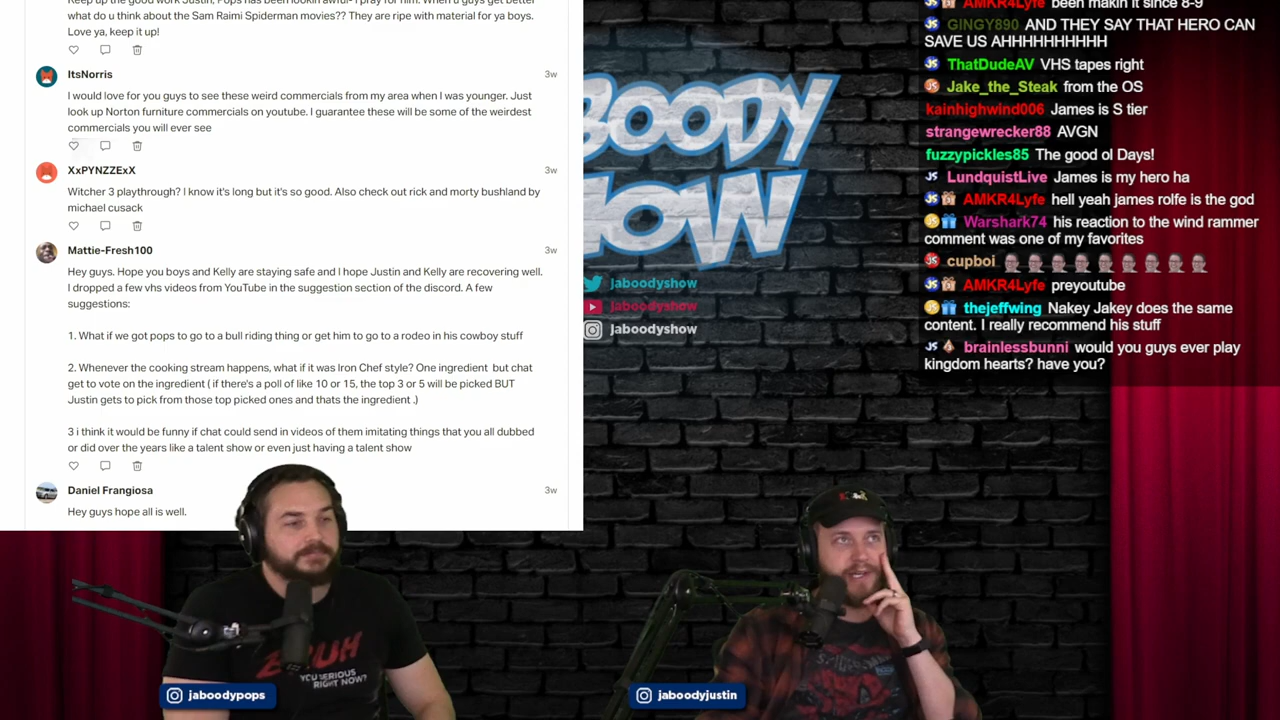 Keep up the good work Justin, Pops has been lookin awful- I pray for him. When u guys get better
what do u think about the Sam Raimi Spiderman movies?? They are ripe with material for ya boys.
Love ya, keep it up!
ItsNorris
3w
I would love for you guys to see these weird commercials from my area when I was younger. Just
look up Norton furniture commercials on youtube. I guarantee these will be some of the weirdest
commercials you will ever see
XxPYNZZExX
3w
Witcher 3 playthrough? I know it's long but it's so good. Also check out rick and morty bushland by
michael cusack
Mattie-Fresh100
3w
Hey guys. Hope you boys and Kelly are staying safe and I hope Justin and Kelly are recovering well.
I dropped a few vhs videos from YouTube in the suggestion section of the discord. A few
suggestions:
1. What if we got pops to go to a bull riding thing or get him to go to a rodeo in his cowboy stuff
2. Whenever the cooking stream happens, what if it was Iron Chef style? One ingredient but chat
get to vote on the ingredient ( if there's a poll of like 10 or 15, the top 3 or 5 will be picked BUT
Justin gets to pick from those top picked ones and thats the ingredient .)
3 i think it would be funny if chat could send in videos of them imitating things that you all dubbed
or did over the years like a talent show or even just having a talent show
Daniel Frangiosa
3w
Hey guys hope all is well.
BOODY
HOW
jaboodyshow
jaboodyshow
jaboodyshow
AMKR4Lyfe been makin it since 8-9
GINGY890 AND THEY SAY THAT HERO CAN
SAVE US AHHHHHHHHHH
ThatDudeAV VHS tapes right
Jake_the_Steak from the OS
kainhighwind006 James is S tier
strangewrecker88 AVGN
fuzzypickles85 The good ol Days!
JS LundquistLive James is my hero ha
AMKR4Lyfe hell yeah james rolfe is the god
Warshark74 his reaction to the wind rammer
comment was one of my favorites
cupboi
AMKR4Lyfe preyoutube
thejeffwing Nakey Jakey does the same
content. I really recommend his stuff
JS brainlessbunni would you guys ever play
kingdom hearts? have you?
BRUH
YOU SERIOUS
RIGHT NOW?
jaboodypops
jaboodyjustin